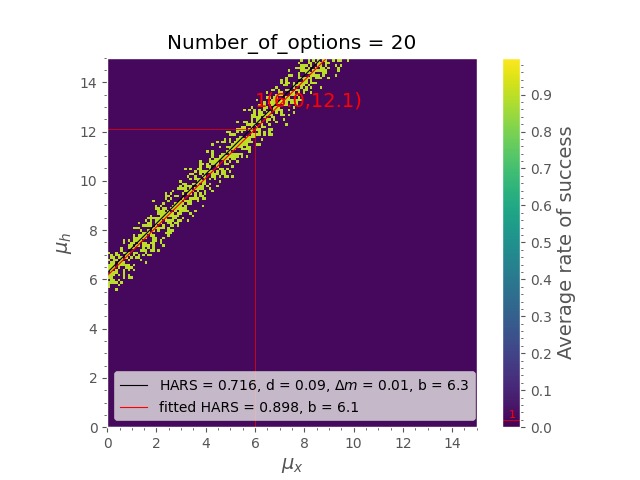 Number_of_options = 20
14
12
10
8
6
4
2
0
μ_h
1(6.0,12.1)
HARS = 0.716, d = 0.09, Δm = 0.01, b = 6.3
fitted HARS = 0.898, b = 6.1
0 2 4 6 8 10 12 14
μ_x
0.9
0.8
0.7
0.6
0.5
0.4
0.3
0.2
0.1
0.0
1
Average rate of success